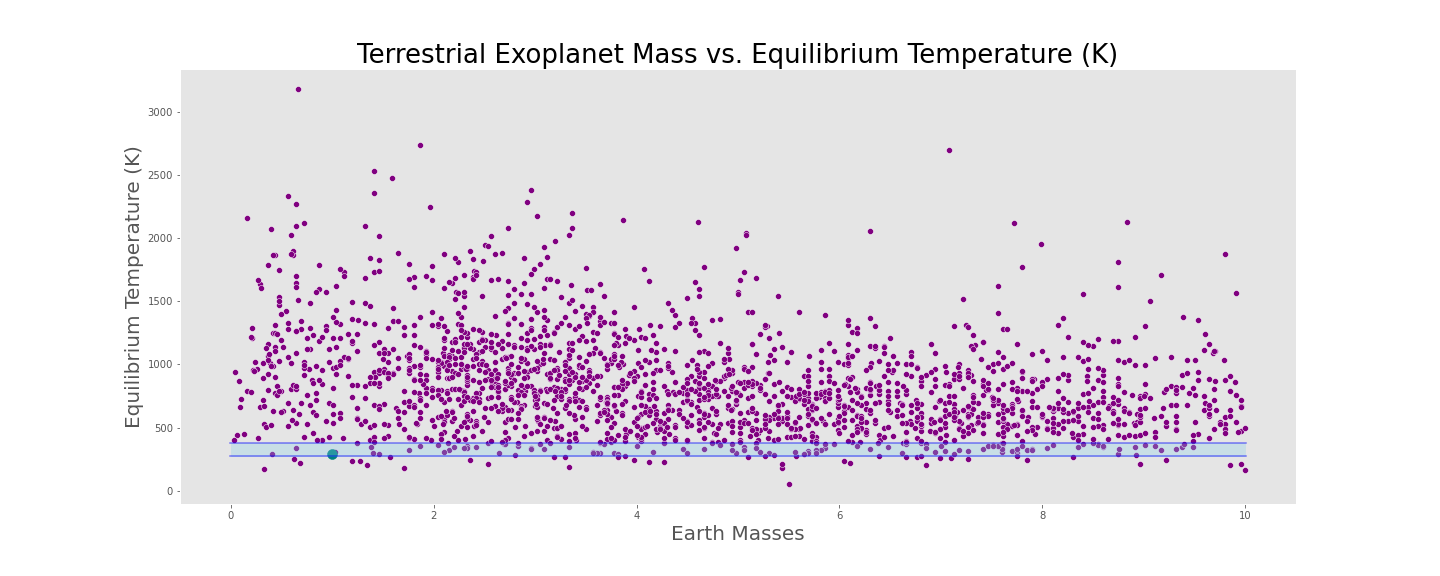 Terrestrial Exoplanet Mass vs. Equilibrium Temperature (K)
Equilibrium Temperature (K)
3000
2500
2000
1500
1000
500
0
0 2 4 6 8 10
Earth Masses